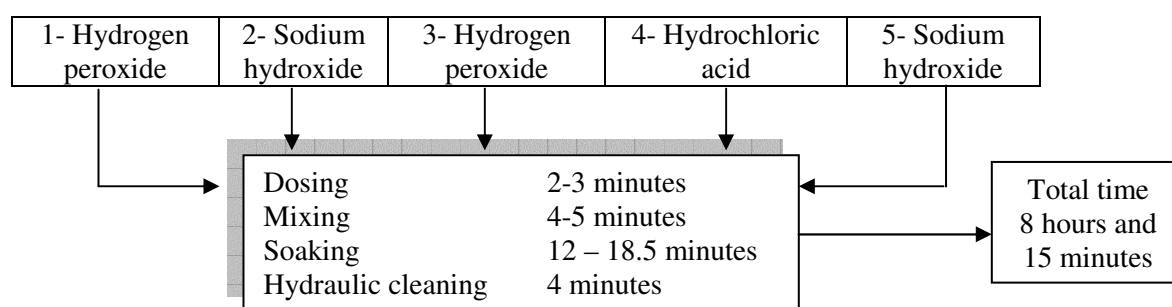 1- Hydrogen peroxide
2- Sodium hydroxide
3- Hydrogen peroxide
4- Hydrochloric acid
5- Sodium hydroxide
Dosing 2-3 minutes
Mixing 4-5 minutes
Soaking 12 – 18.5 minutes
Hydraulic cleaning 4 minutes
Total time
8 hours and
15 minutes